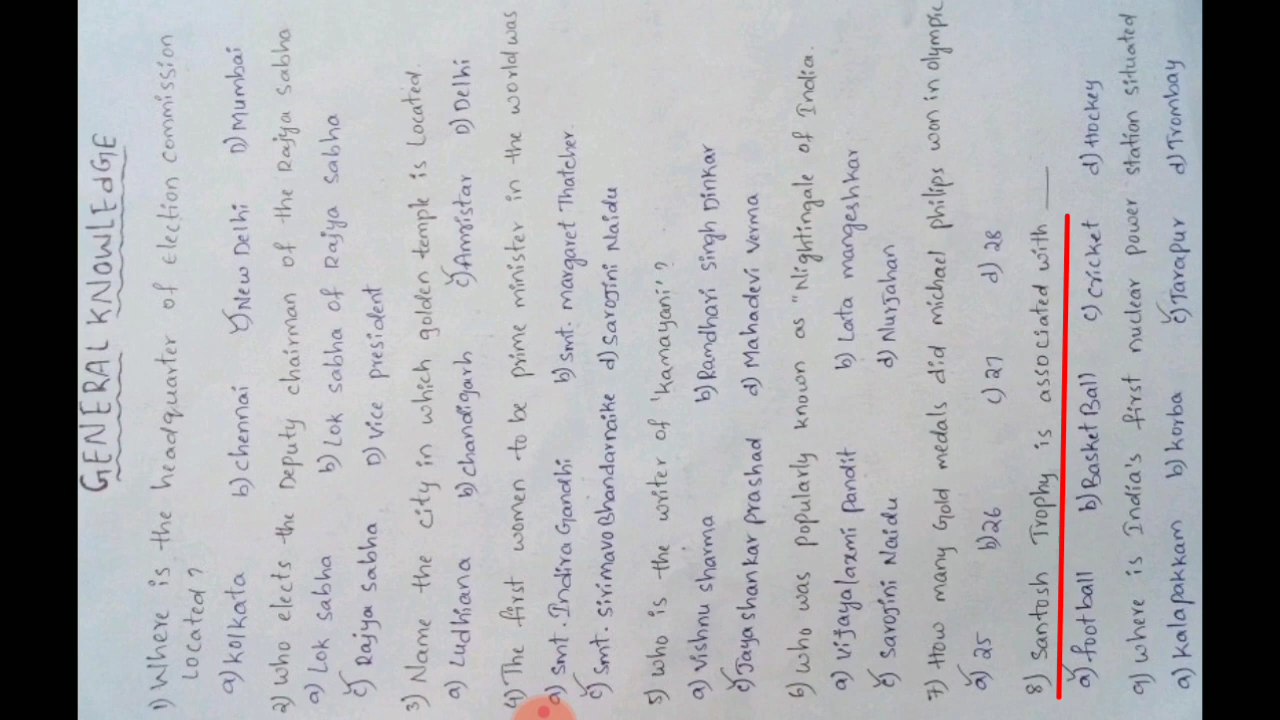 GENERAL KNOWLEDGE
1) Where is the headquarter of election commission
Located?
a) Kolkata b) chennai c) New Delhi D) Mumbai
2) Who elects the Deputy chairman of the Rajya sabha
a) Lok sabha b) Lok sabha of Rajya sabha
c) Rajya sabha D) Vice president
3) Name the city in which golden temple is Located.
a) Ludhiana b) chandigarh c) Amristar D) Delhi
4) The first women to be prime minister in the world was
a) Smt. Indira Gandhi b) Smt. margaret Thatcher.
c) Smt. Sirimavo Bhandarnaike d) Sarojini Naidu
5) who is the writer of 'kamayani'?
a) Vishnu sharma b) Ramdhari singh Dinkar
c) Jaya shankar prashad d) Mahadevi verma
6) Who was popularly known as "Nightingale of India.
a) Vijayalaxmi pandit b) Lata mangeshkar
c) Sarojini Naidu d) Nurjahan
7) How many Gold medals did michael philips won in olympic
a) 25 b) 26 c) 27 d) 28
8) Santosh Trophy is associated with __
a) football b) Basket Ball c) cricket d) Hockey
9) where is India's first nuclear power station situated
a) kalapakkam b) korba c) Tarapur d) Trombay